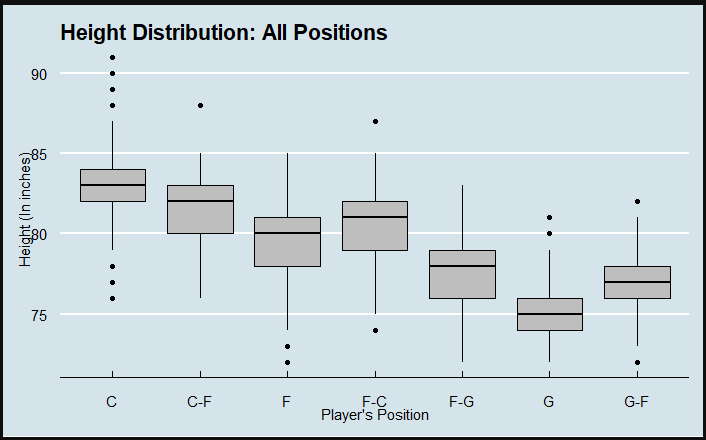 Height Distribution: All Positions
90
85
80
75
Height (In inches)
C C-F F F-C F-G G G-F
Player's Position